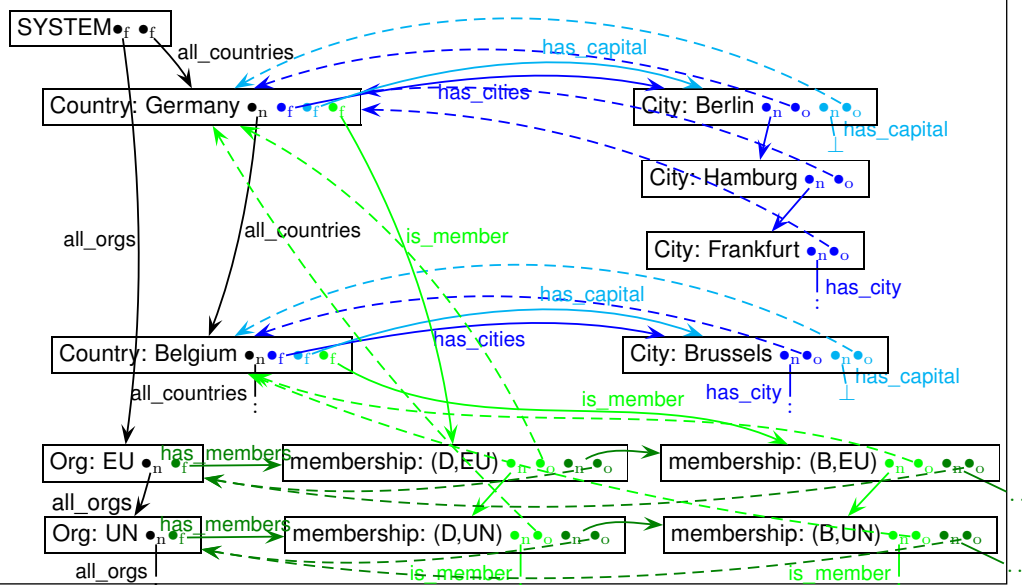 SYSTEM •f •f
all_countries
has_capital
Country: Germany •n •f •f •f
has_cities
City: Berlin •n •o •n •o
has_capital
⊥
City: Hamburg •n •o
all_orgs
all_countries
is_member
City: Frankfurt •n •o
has_city
has_capital
Country: Belgium •n •f •f •f
has_cities
City: Brussels •n •o •n •o
all_countries
is_member
has_city
has_capital
⊥
Org: EU •n •f
has_members
membership: (D,EU) •n •o •n •o
membership: (B,EU) •n •o •n •o
all_orgs
Org: UN •n •f
has_members
membership: (D,UN) •n •o •n •o
membership: (B,UN) •n •o •n •o
all_orgs
is_member
is_member